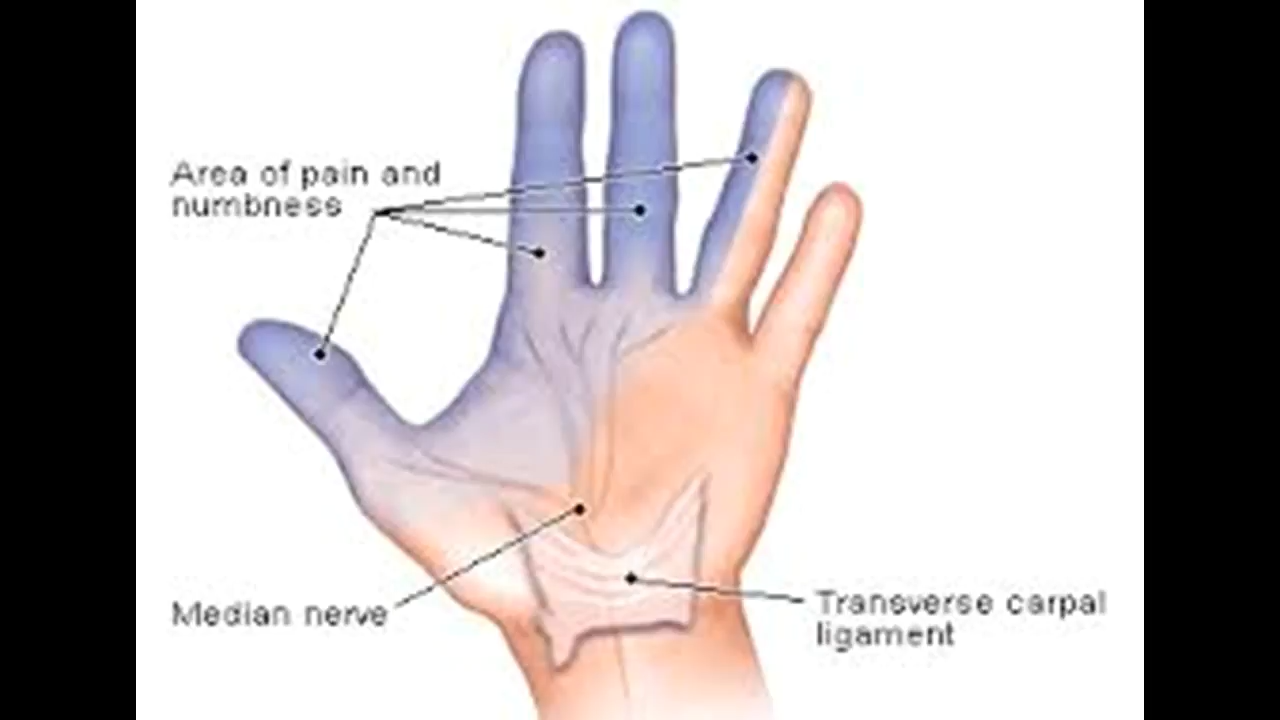 Area of pain and
numbness
Median nerve
Transverse carpal
ligament